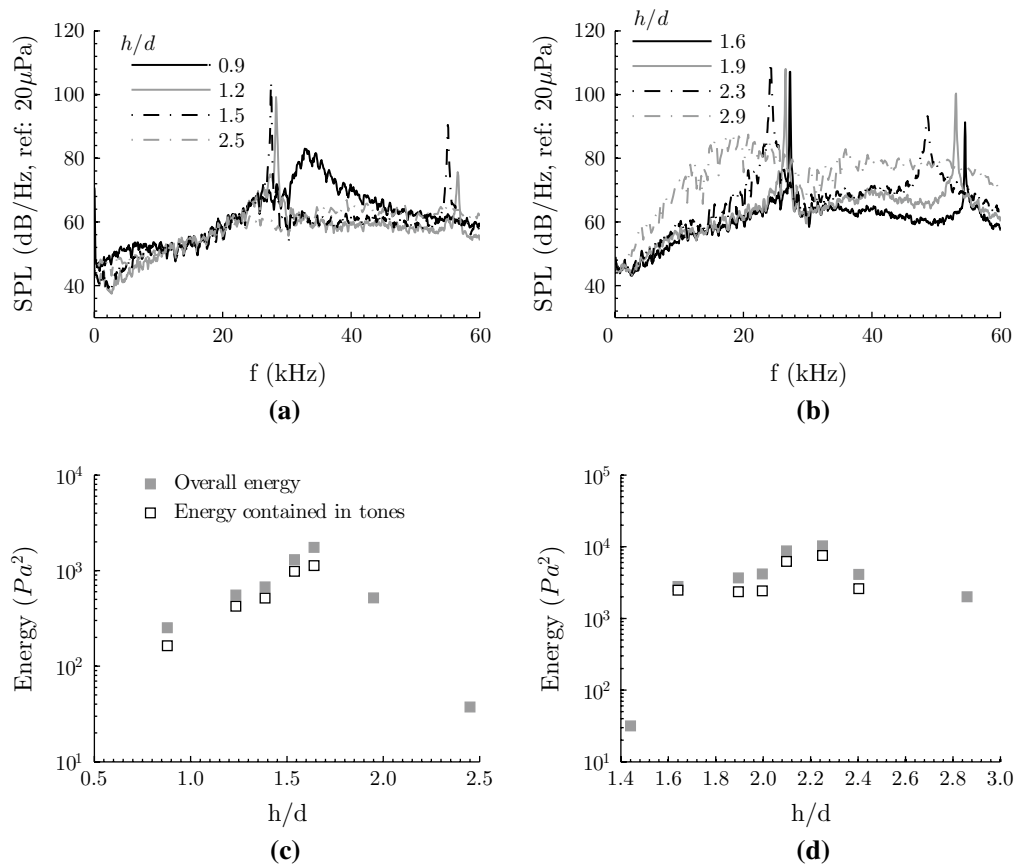 120
100
80
60
40
SPL (dB/Hz, ref: 20μPa)
h/d
0.9
1.2
1.5
2.5
0 20 40 60
f (kHz)
(a)
120
100
80
60
40
SPL (dB/Hz, ref: 20μPa)
h/d
1.6
1.9
2.3
2.9
0 20 40 60
f (kHz)
(b)
10^4
10^3
10^2
10^1
Energy (Pa^2)
Overall energy
Energy contained in tones
0.5 1.0 1.5 2.0 2.5
h/d
(c)
10^5
10^4
10^3
10^2
10^1
Energy (Pa^2)
1.4 1.6 1.8 2.0 2.2 2.4 2.6 2.8 3.0
h/d
(d)